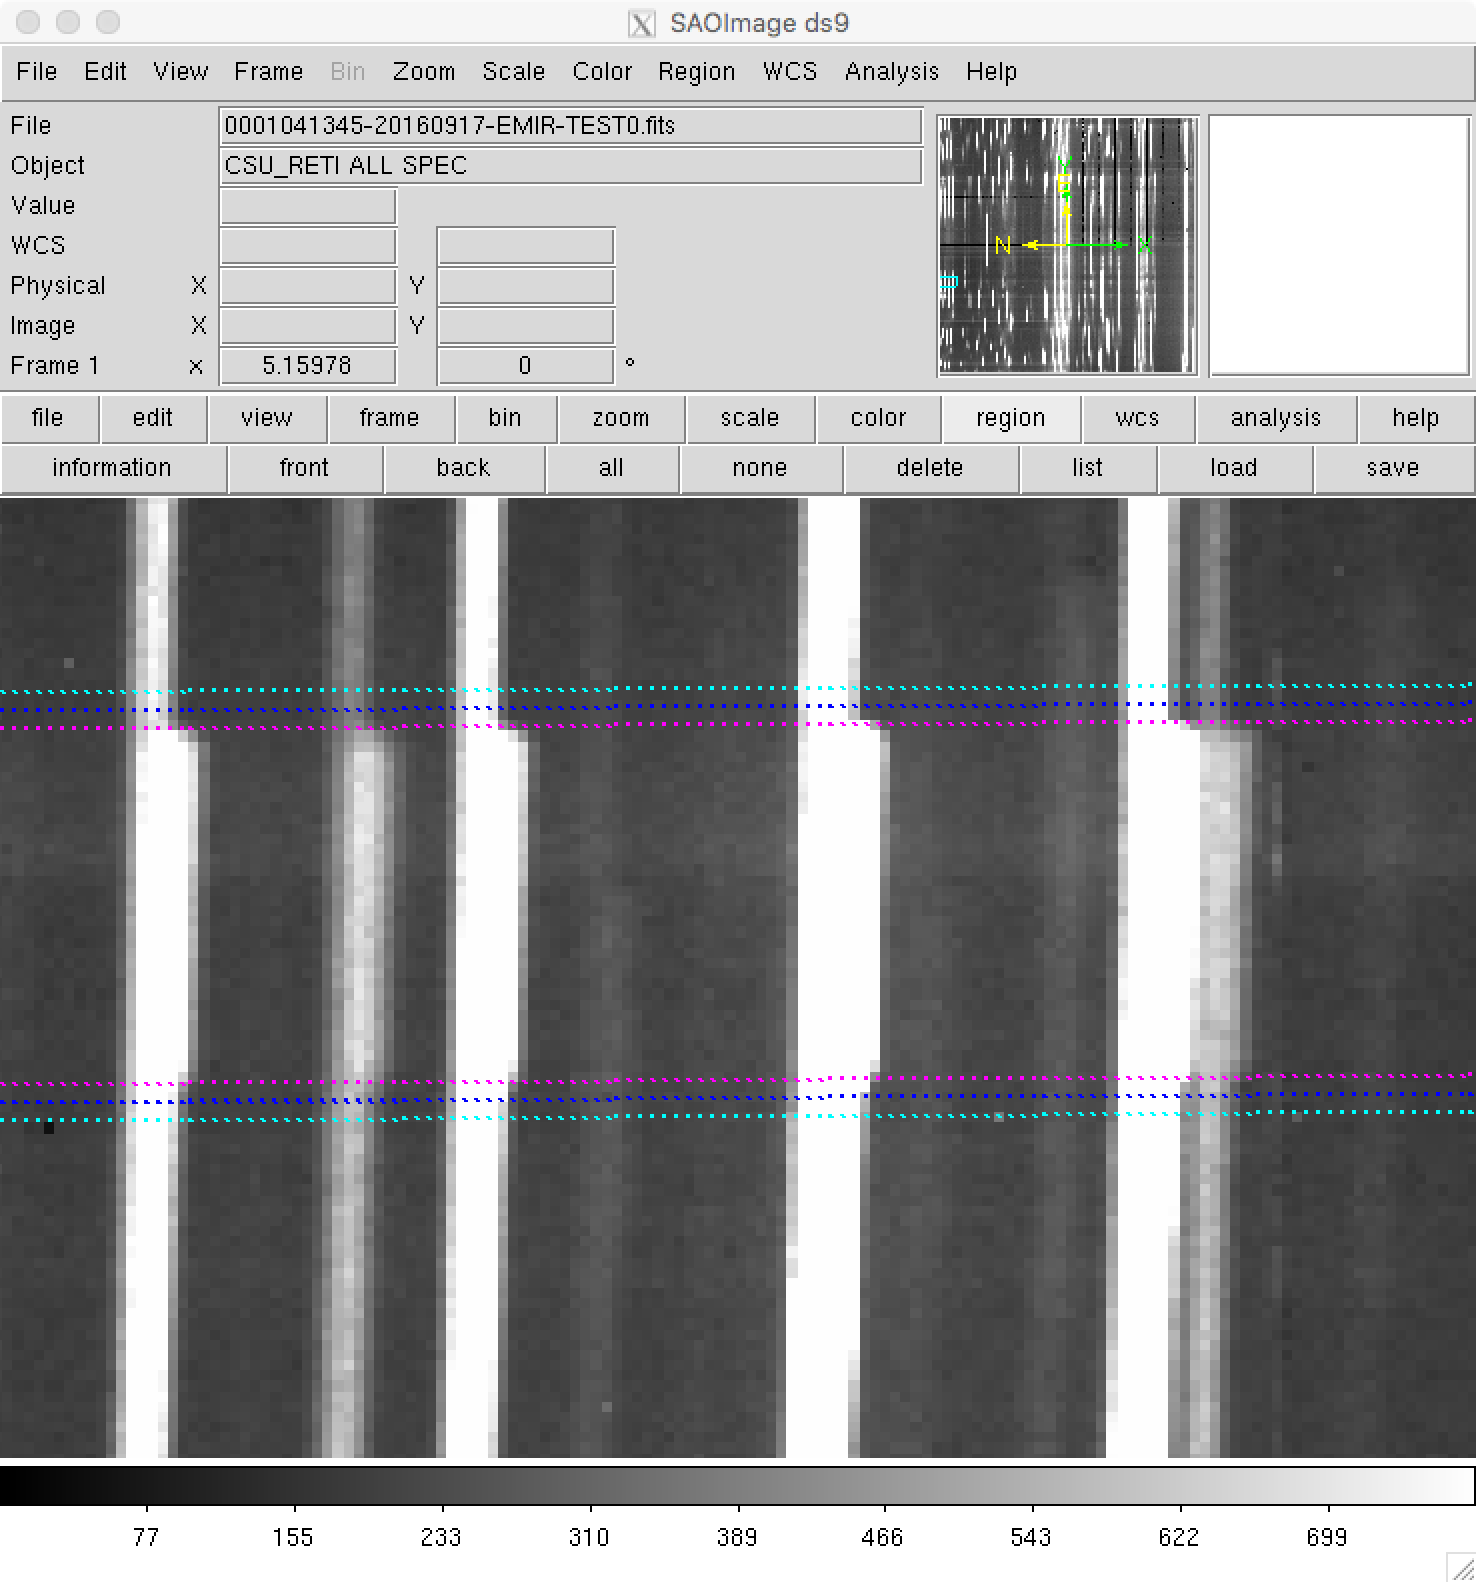 SAOImage ds9
File Edit View Frame Bin Zoom Scale Color Region WCS Analysis Help
File 0001041345-20160917-EMIR-TEST0.fits
Object CSU_RETI ALL SPEC
Value
WCS
Physical X Y
Image X Y
Frame 1 x 5.15978 0 °
Y
E
N X
file edit view frame bin zoom scale color region wcs analysis help
information front back all none delete list load save
77 155 233 310 389 466 543 622 699